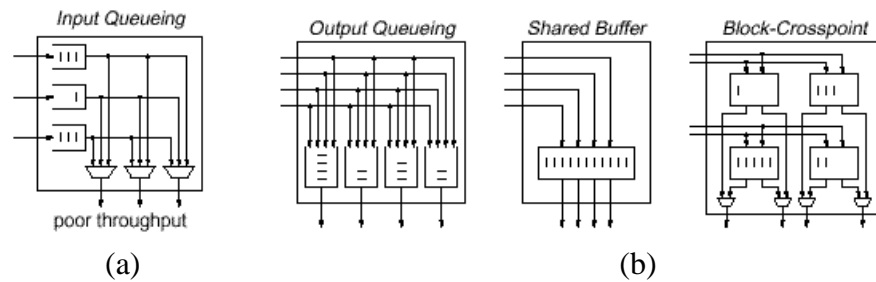 Input Queueing
Output Queueing
Shared Buffer
Block-Crosspoint
poor throughput
(a)
(b)